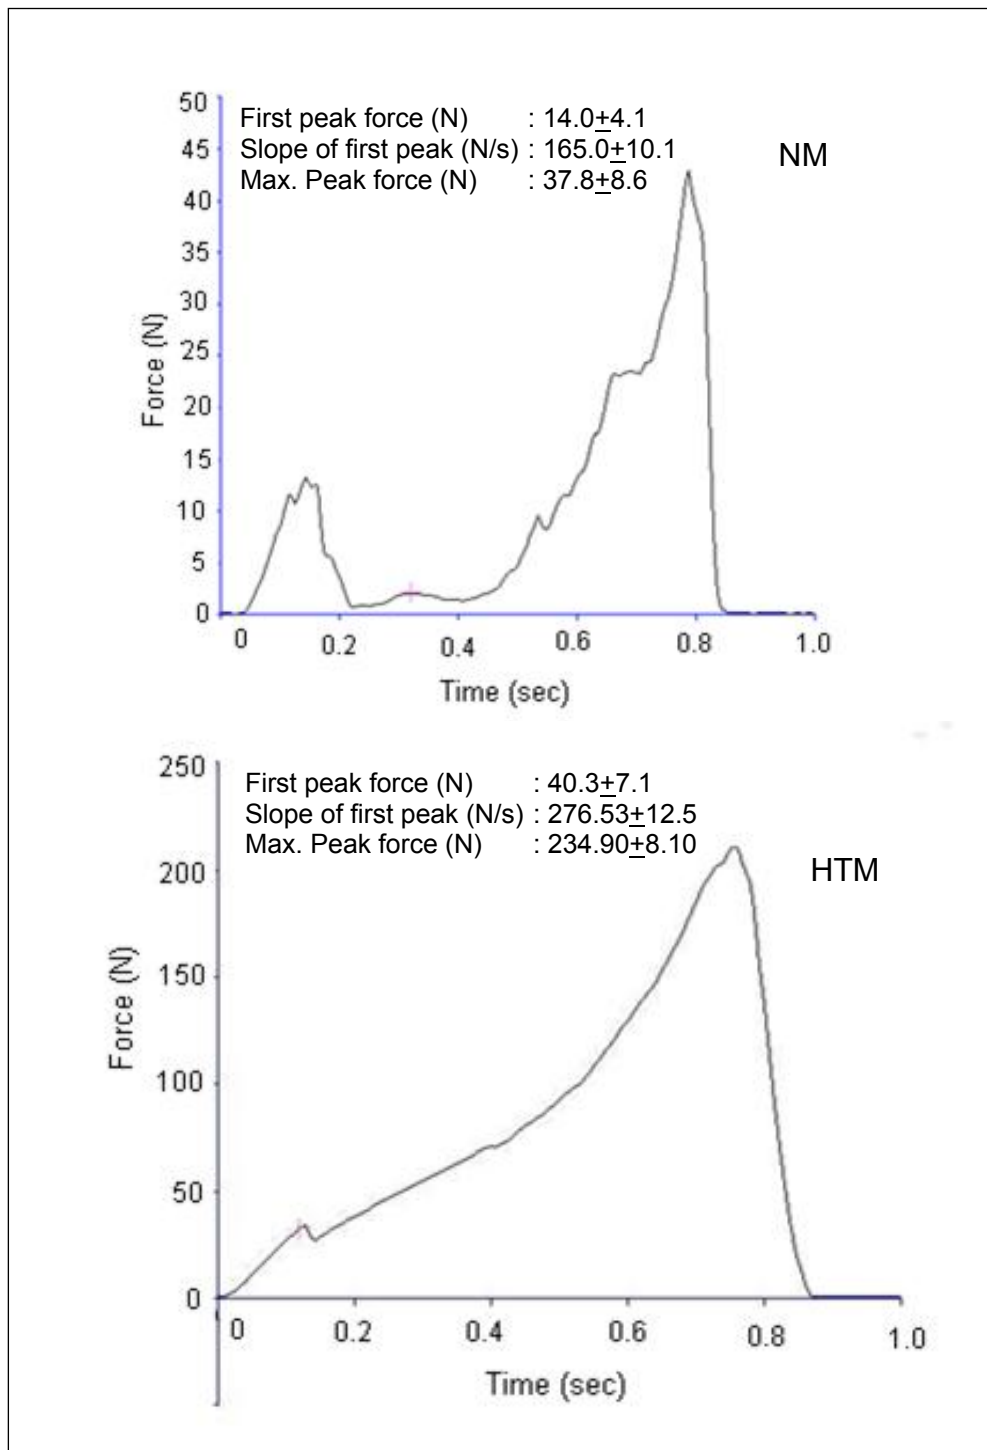 First peak force (N) : 14.0±4.1
Slope of first peak (N/s) : 165.0±10.1
Max. Peak force (N) : 37.8±8.6
NM
50
45
40
35
30
25
20
15
10
5
0
Force (N)
0 0.2 0.4 0.6 0.8 1.0
Time (sec)
First peak force (N) : 40.3±7.1
Slope of first peak (N/s) : 276.53±12.5
Max. Peak force (N) : 234.90±8.10
HTM
250
200
150
100
50
0
Force (N)
0 0.2 0.4 0.6 0.8 1.0
Time (sec)